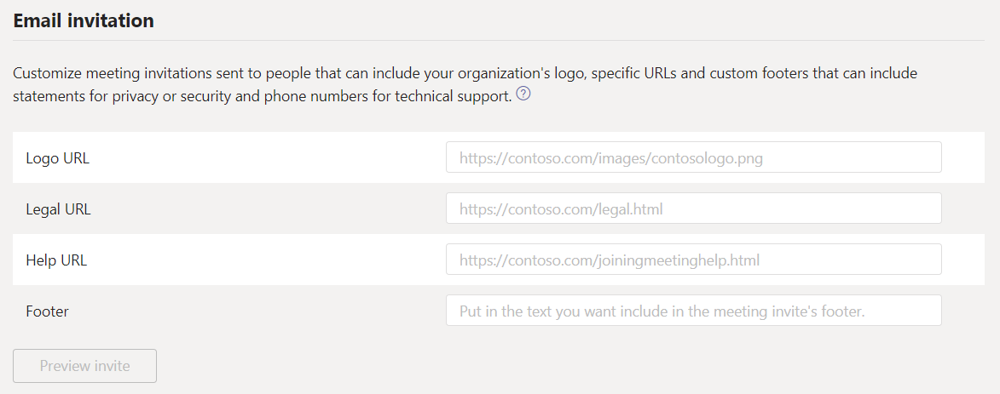 Email invitation
Customize meeting invitations sent to people that can include your organization's logo, specific URLs and custom footers that can include
statements for privacy or security and phone numbers for technical support. ?
Logo URL https://contoso.com/images/contosologo.png
Legal URL https://contoso.com/legal.html
Help URL https://contoso.com/joiningmeetinghelp.html
Footer Put in the text you want include in the meeting invite's footer.
Preview invite